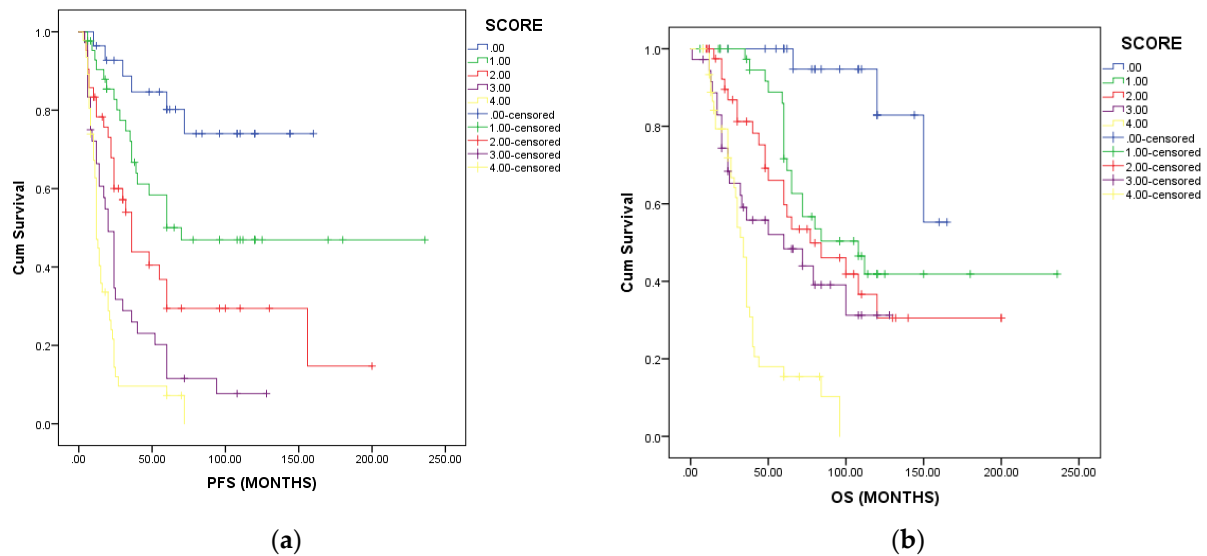 SCORE
.00
1.00
2.00
3.00
4.00
.00-censored
1.00-censored
2.00-censored
3.00-censored
4.00-censored
1.0
0.8
0.6
0.4
0.2
0.0
Cum Survival
.00 50.00 100.00 150.00 200.00 250.00
PFS (MONTHS)
(a)
SCORE
.00
1.00
2.00
3.00
4.00
.00-censored
1.00-censored
2.00-censored
3.00-censored
4.00-censored
1.0
0.8
0.6
0.4
0.2
0.0
Cum Survival
.00 50.00 100.00 150.00 200.00 250.00
OS (MONTHS)
(b)